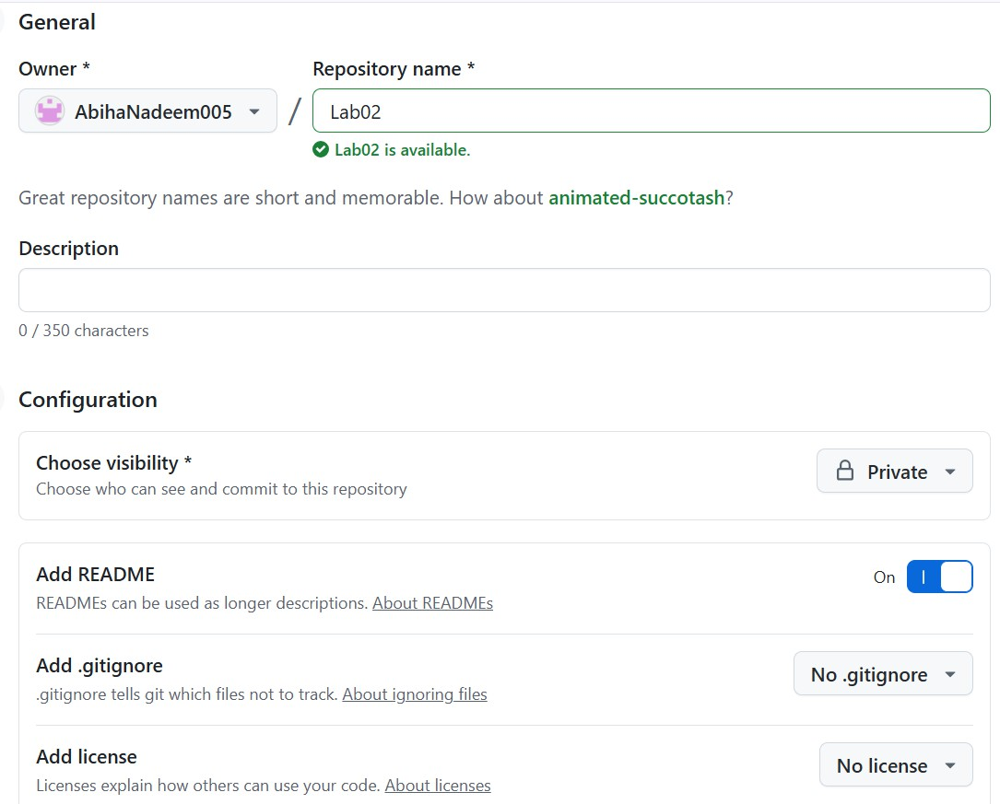 General
Owner *
Repository name *
AbihaNadeem005
/
Lab02
Lab02 is available.
Great repository names are short and memorable. How about animated-succotash?
Description
0 / 350 characters
Configuration
Choose visibility *
Choose who can see and commit to this repository
Private
Add README
READMEs can be used as longer descriptions. About READMEs
On
Add .gitignore
.gitignore tells git which files not to track. About ignoring files
No .gitignore
Add license
Licenses explain how others can use your code. About licenses
No license